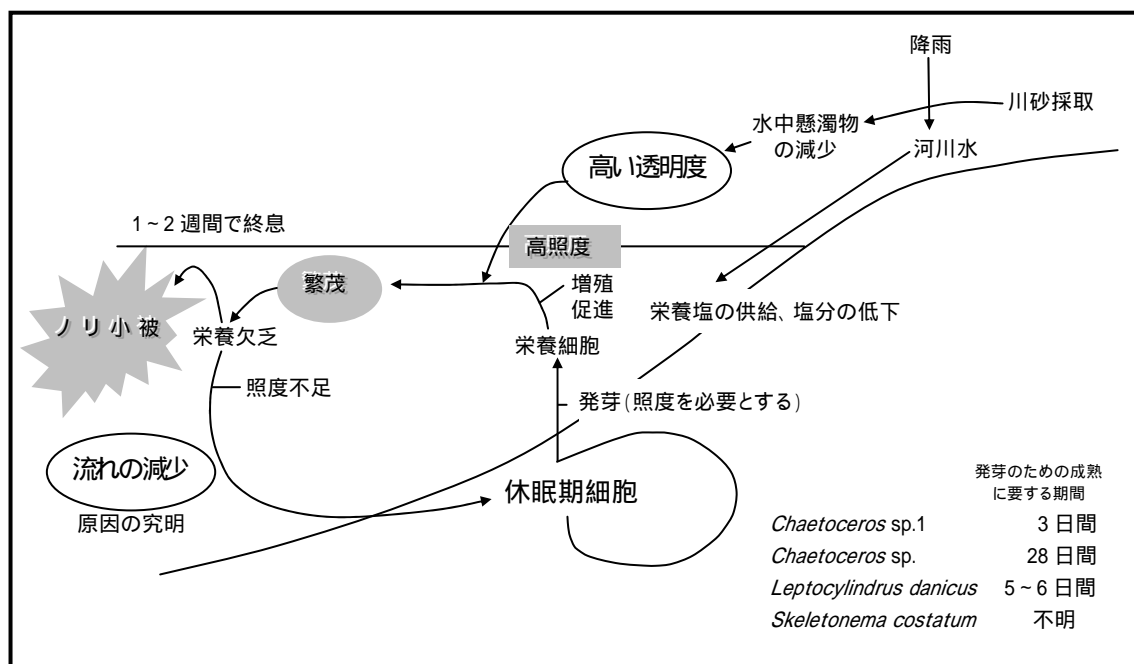 降雨
川砂採取
水中懸濁物
の減少
河川水
高い透明度
1~2 週間で終息
高照度
繁茂
増殖
促進
ノリ小被
栄養欠乏
栄養塩の供給、塩分の低下
栄養細胞
照度不足
発芽(照度を必要とする)
流れの減少
原因の究明
休眠期細胞
発芽のための成熟
に要する期間
Chaetoceros sp.1 3 日間
Chaetoceros sp. 28 日間
Leptocylindrus danicus 5~6 日間
Skeletonema costatum 不明